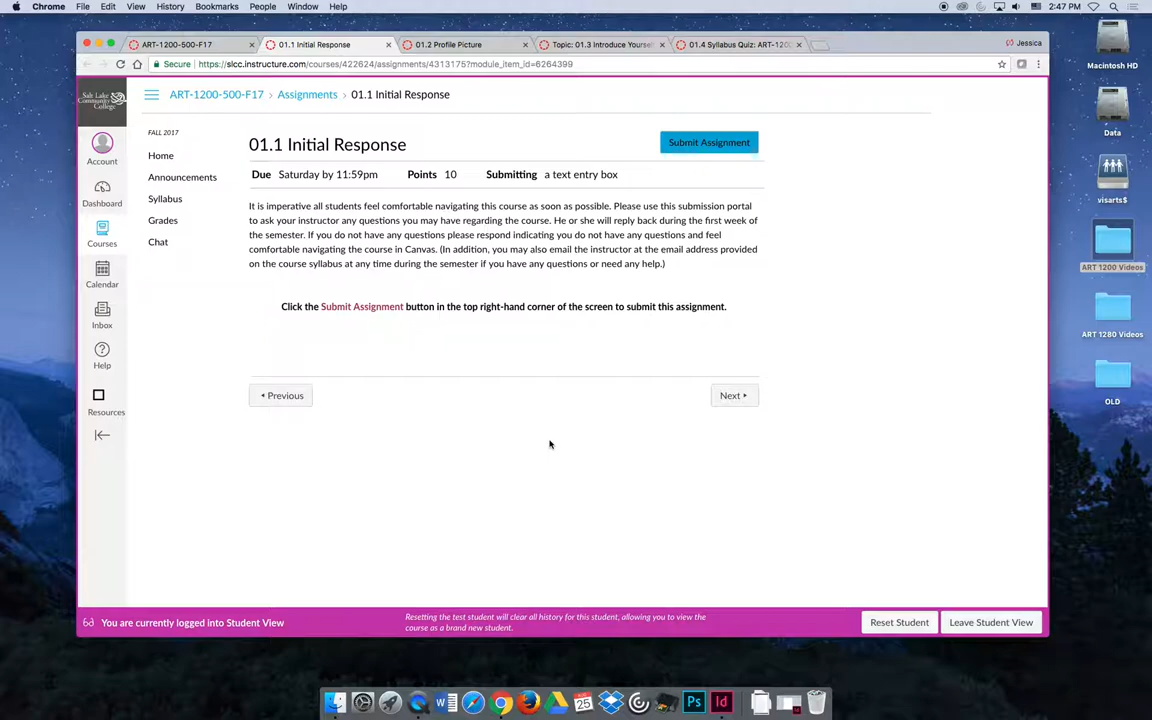 Chrome File Edit View History Bookmarks People Window Help
2:47 PM
ART-1200-500-F17
01.1 Initial Response
01.2 Profile Picture
Topic: 01.3 Introduce Yourself
01.4 Syllabus Quiz: ART-120
Jessica
Secure https://slcc.instructure.com/courses/422624/assignments/4313175?module_item_id=6264399
Salt Lake
Community
College
ART-1200-500-F17 › Assignments › 01.1 Initial Response
Account
Dashboard
Courses
Calendar
Inbox
Help
Resources
FALL 2017
Home
Announcements
Syllabus
Grades
Chat
01.1 Initial Response
Submit Assignment
Due Saturday by 11:59pm Points 10 Submitting a text entry box
It is imperative all students feel comfortable navigating this course as soon as possible. Please use this submission portal
to ask your instructor any questions you may have regarding the course. He or she will reply back during the first week of
the semester. If you do not have any questions please respond indicating you do not have any questions and feel
comfortable navigating the course in Canvas. (In addition, you may also email the instructor at the email address provided
on the course syllabus at any time during the semester if you have any questions or need any help.)
Click the Submit Assignment button in the top right-hand corner of the screen to submit this assignment.
Previous
Next
You are currently logged into Student View
Resetting the test student will clear all history for this student, allowing you to view the
course as a brand new student.
Reset Student
Leave Student View
Macintosh HD
Data
visarts$
ART 1200 Videos
ART 1280 Videos
OLD
W
AUG
25
Ps
Id